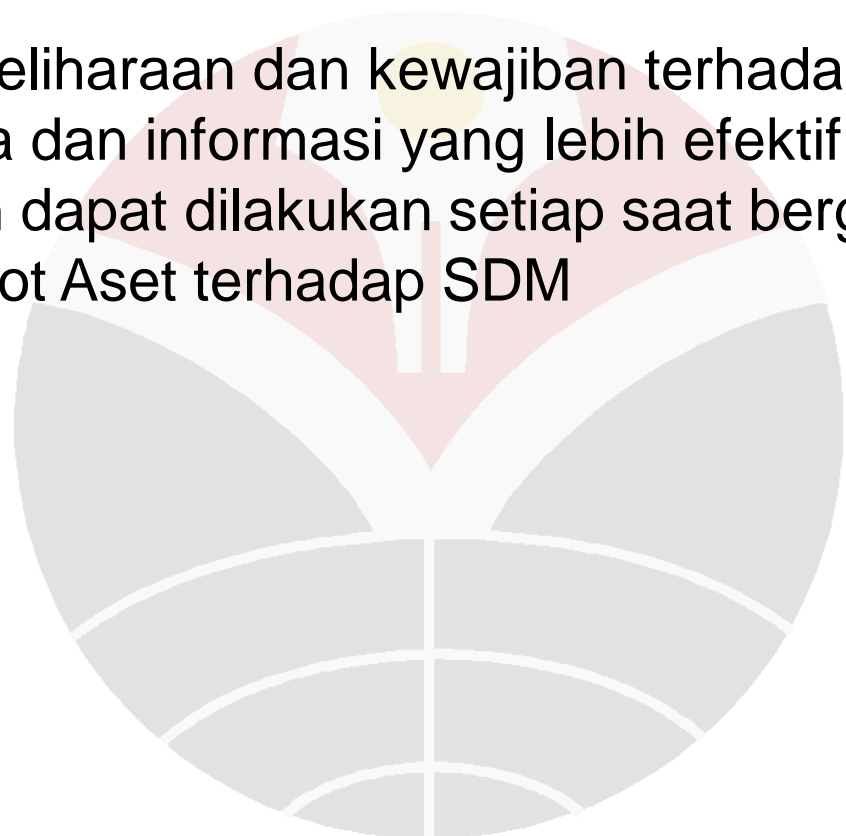 eliharaan dan kewajiban terhada
a dan informasi yang lebih efektif
n dapat dilakukan setiap saat berg
ot Aset terhadap SDM